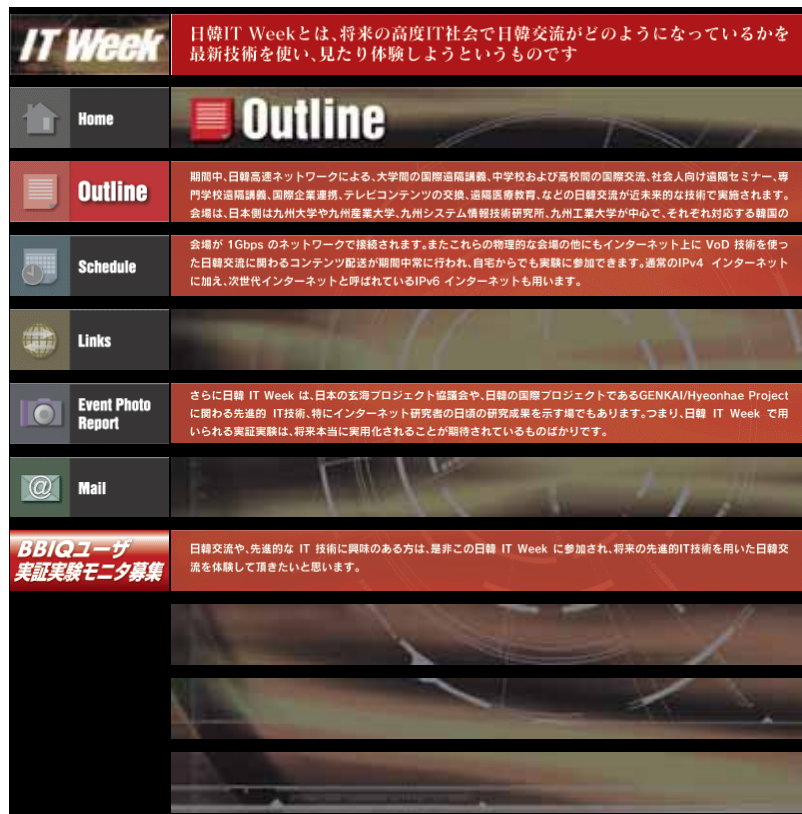 IT Week
日韓IT Weekとは、将来の高度IT社会で日韓交流がどのようになっているかを
最新技術を使い、見たり体験しようというものです
Home
Outline
Outline
期間中、日韓高速ネットワークによる、大学間の国際遠隔講義、中学校および高校間の国際交流、社会人向け遠隔セミナー、専
門学校遠隔講義、国際企業連携、テレビコンテンツの交換、遠隔医療教育、などの日韓交流が近未来的な技術で実施されます。
会場は、日本側は九州大学や九州産業大学、九州システム情報技術研究所、九州工業大学が中心で、それぞれ対応する韓国の
Schedule
会場が 1Gbps のネットワークで接続されます。またこれらの物理的な会場の他にもインターネット上に VoD 技術を使っ
た日韓交流に関わるコンテンツ配送が期間中常に行われ、自宅からでも実験に参加できます。通常のIPv4 インターネット
に加え、次世代インターネットと呼ばれているIPv6 インターネットも用います。
Links
Event Photo
Report
さらに日韓 IT Week は、日本の玄海プロジェクト協議会や、日韓の国際プロジェクトであるGENKAI/Hyeonhae Project
に関わる先進的 IT技術、特にインターネット研究者の日頃の研究成果を示す場でもあります。つまり、日韓 IT Week で用
いられる実証実験は、将来本当に実用化されることが期待されているものばかりです。
Mail
BBIQユーザ
実証実験モニタ募集
日韓交流や、先進的な IT 技術に興味のある方は、是非この日韓 IT Week に参加され、将来の先進的IT技術を用いた日韓交
流を体験して頂きたいと思います。